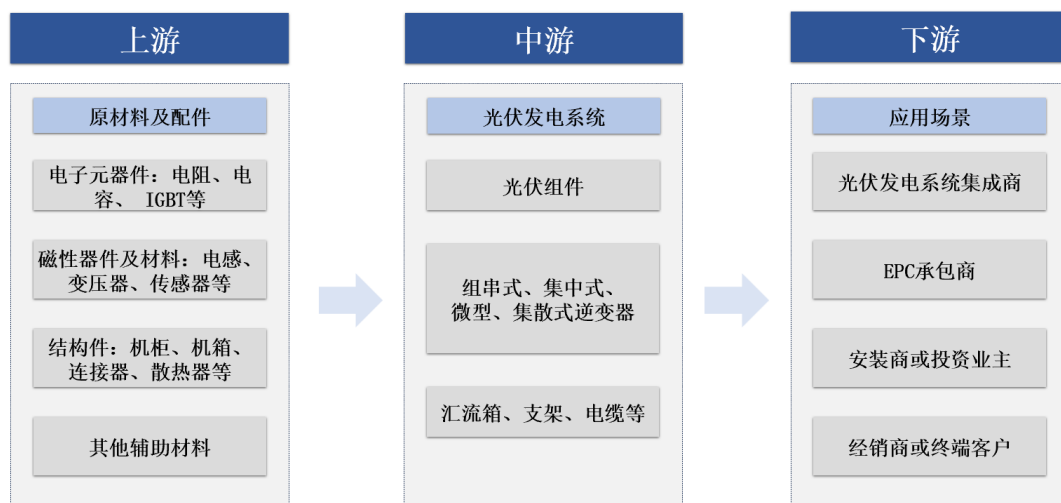 上游
原材料及配件
电子元器件：电阻、电
容、 IGBT等
磁性器件及材料：电感、
变压器、传感器等
结构件：机柜、机箱、
连接器、散热器等
其他辅助材料
中游
光伏发电系统
光伏组件
组串式、集中式、
微型、集散式逆变器
汇流箱、支架、电缆等
下游
应用场景
光伏发电系统集成商
EPC承包商
安装商或投资业主
经销商或终端客户